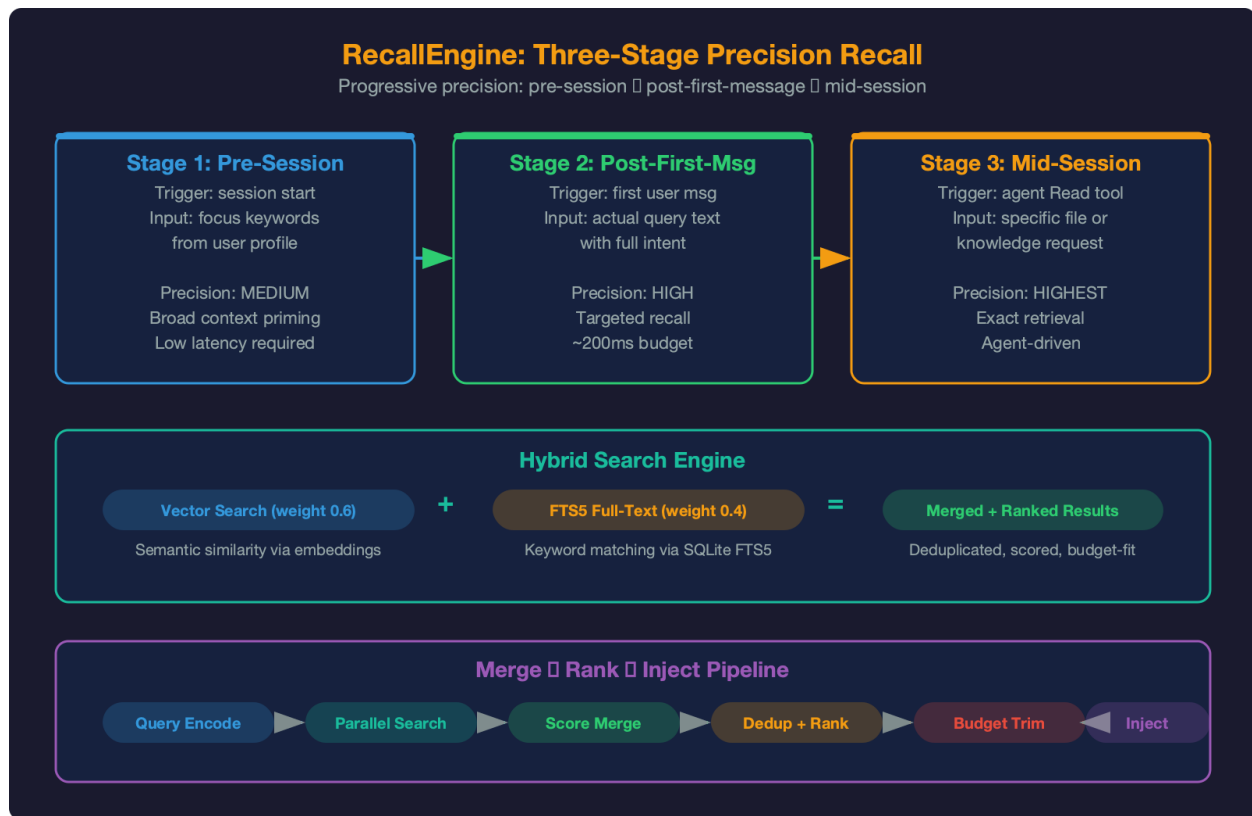 RecallEngine: Three-Stage Precision Recall
Progressive precision: pre-session ▯ post-first-message ▯ mid-session
Stage 1: Pre-Session
Trigger: session start
Input: focus keywords
from user profile
Precision: MEDIUM
Broad context priming
Low latency required
Stage 2: Post-First-Msg
Trigger: first user msg
Input: actual query text
with full intent
Precision: HIGH
Targeted recall
~200ms budget
Stage 3: Mid-Session
Trigger: agent Read tool
Input: specific file or
knowledge request
Precision: HIGHEST
Exact retrieval
Agent-driven
Hybrid Search Engine
Vector Search (weight 0.6)
+
FTS5 Full-Text (weight 0.4)
=
Merged + Ranked Results
Semantic similarity via embeddings
Keyword matching via SQLite FTS5
Deduplicated, scored, budget-fit
Merge ▯ Rank ▯ Inject Pipeline
Query Encode
Parallel Search
Score Merge
Dedup + Rank
Budget Trim
Inject